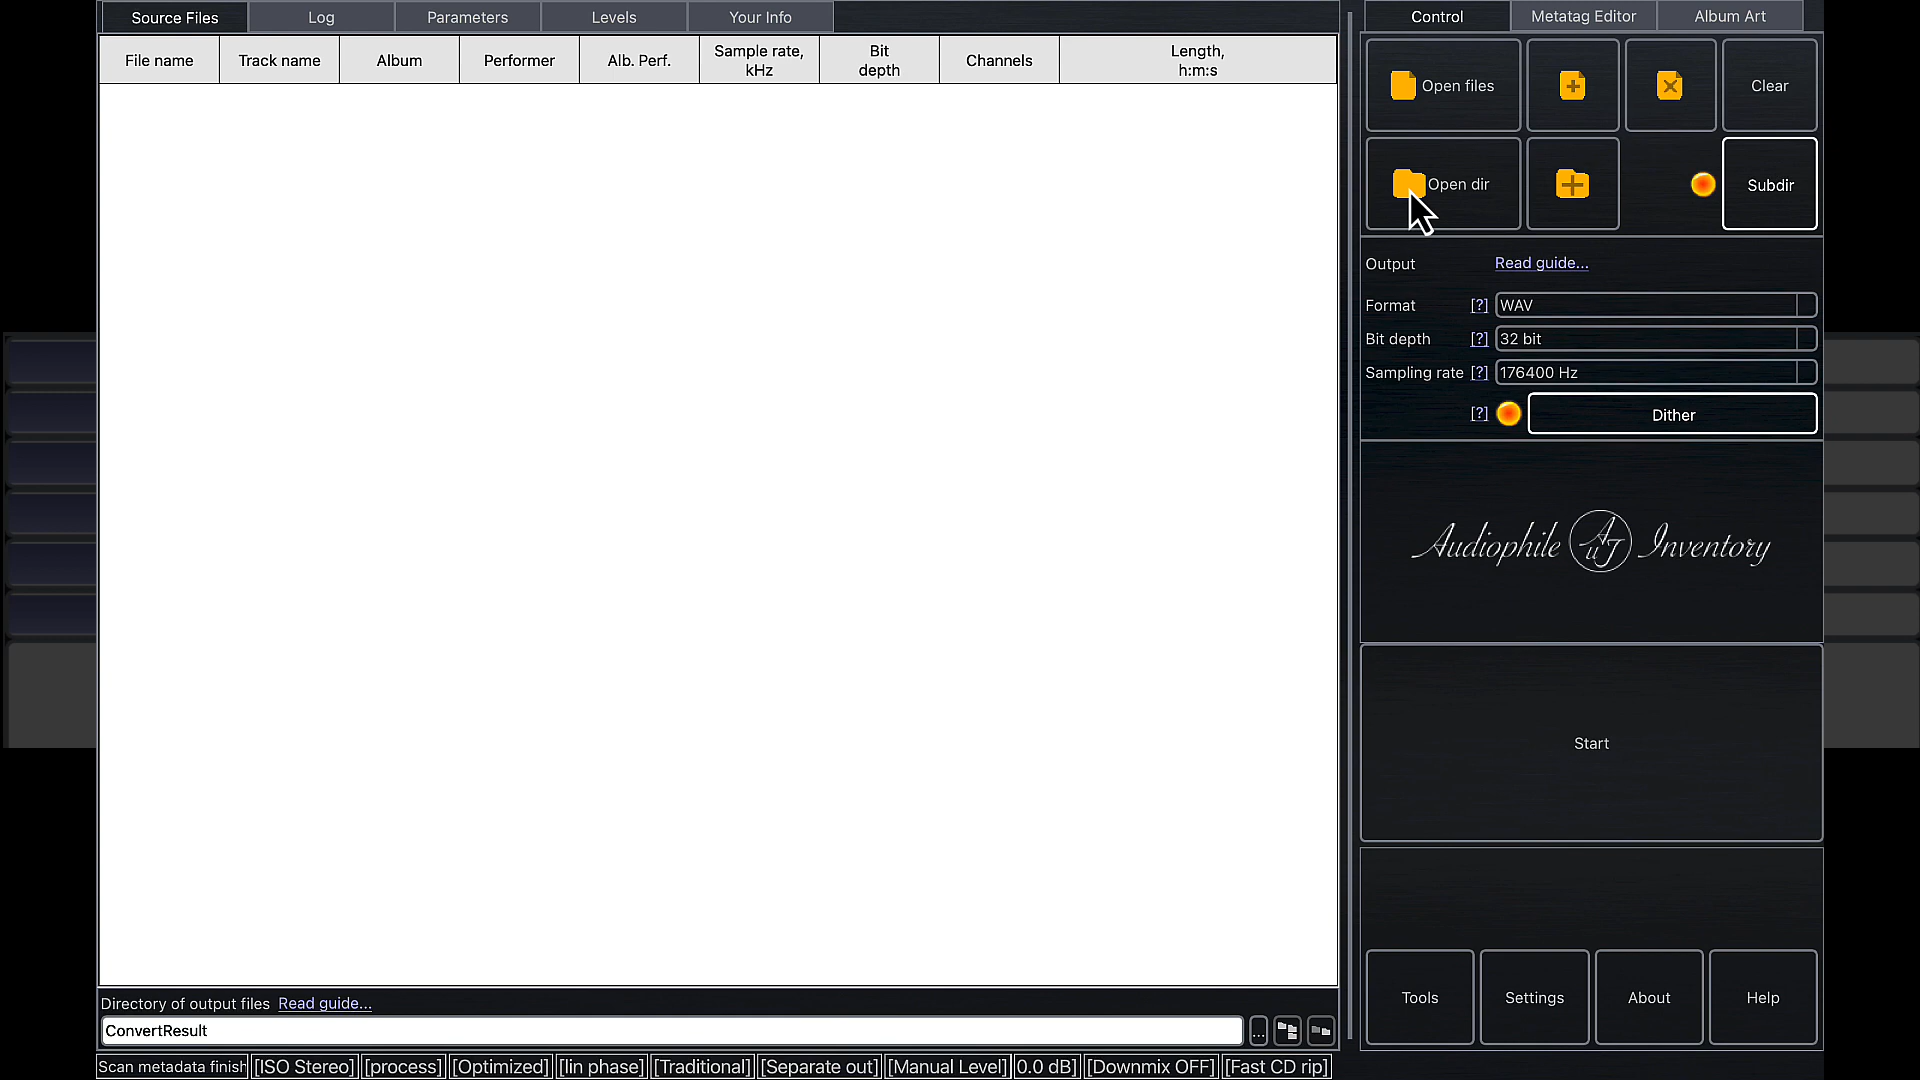 Source Files
Log
Parameters
Levels
Your Info
Control
Metatag Editor
Album Art
File name
Track name
Album
Performer
Alb. Perf.
Sample rate,
kHz
Bit
depth
Channels
Length,
h:m:s
Open files
Clear
Open dir
Subdir
Output
Read guide...
Format
[?]
WAV
Bit depth
[?]
32 bit
Sampling rate
[?]
176400 Hz
[?]
Dither
Audiophile AuI Inventory
Start
Tools
Settings
About
Help
Directory of output files Read guide...
ConvertResult
...
Scan metadata finish [ISO Stereo] [process] [Optimized] [lin phase] [Traditional] [Separate out] [Manual Level] 0.0 dB] [Downmix OFF] [Fast CD rip]